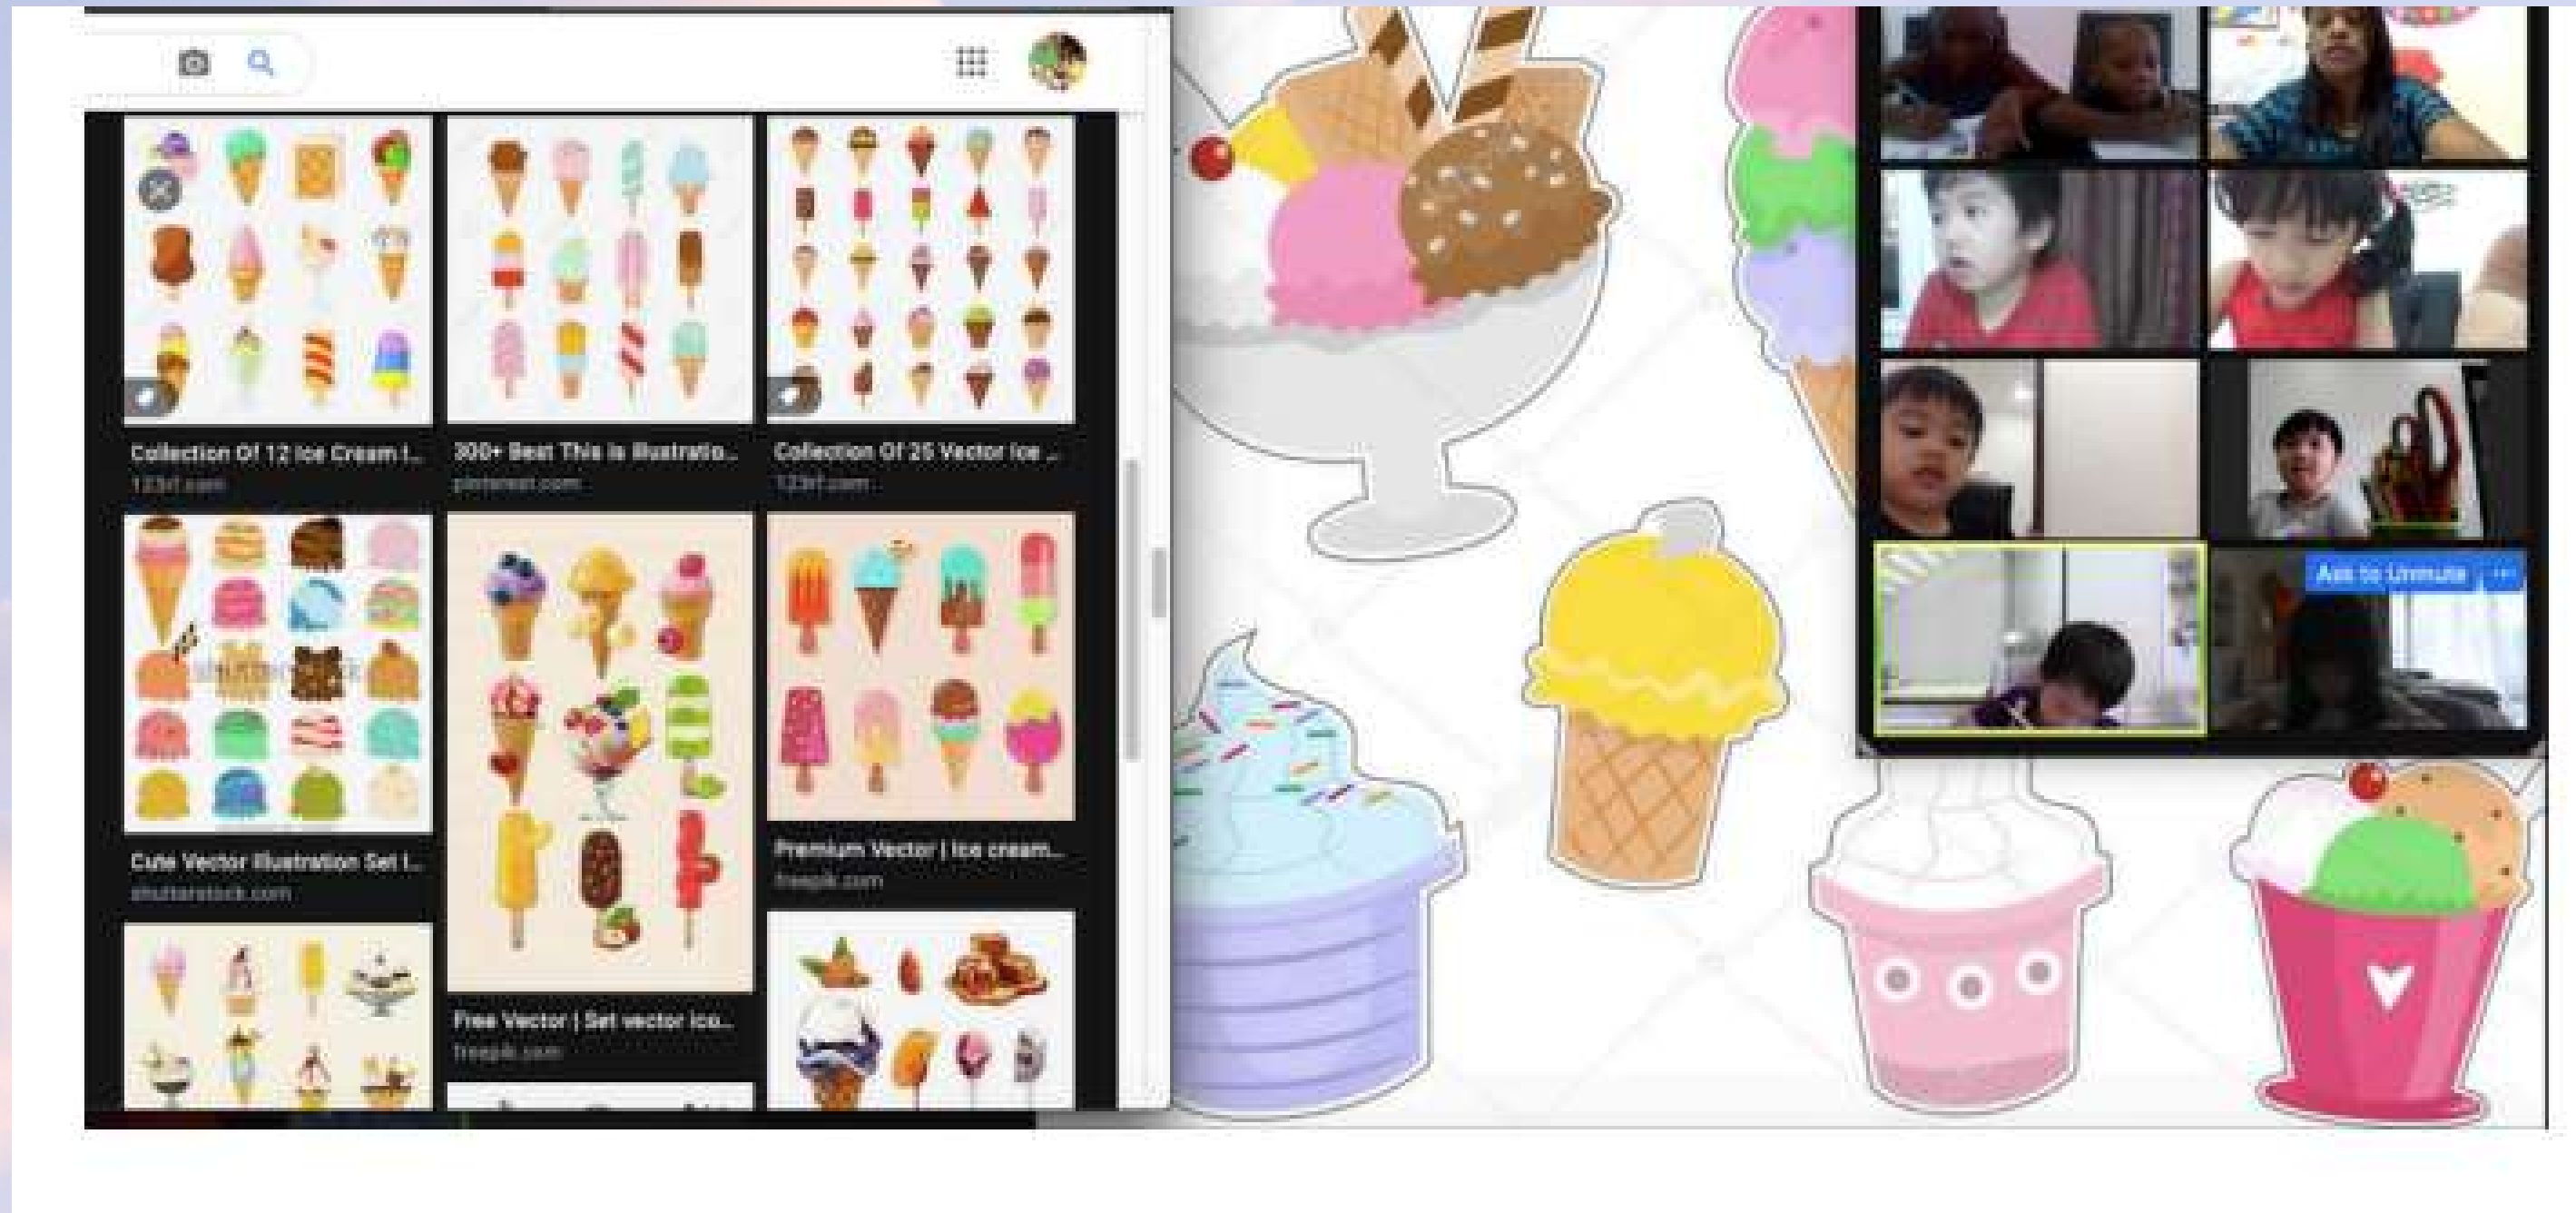 Collection Of 12 Ice Cream I...
123rf.com
300+ Best This is illustratio...
pinterest.com
Collection Of 25 Vector Ice ...
123rf.com
Cute Vector Illustration Set I...
shutterstock.com
Free Vector | Set vector ico...
freepik.com
Premium Vector | Ice cream...
freepik.com
Ask to Unmute